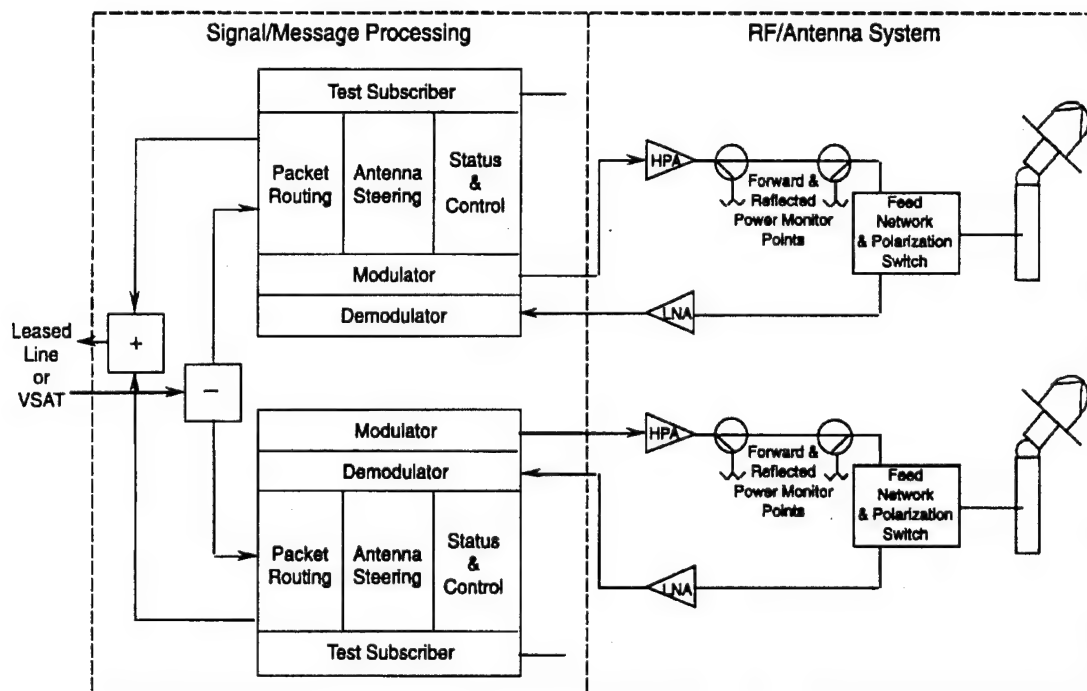 Signal/Message Processing
RF/Antenna System
Test Subscriber
Packet
Routing
Antenna
Steering
Status
&
Control
Modulator
Demodulator
HPA
Forward &
Reflected
Power Monitor
Points
Feed
Network
& Polarization
Switch
LNA
Leased
Line
or
VSAT
+
−
Modulator
Demodulator
Packet
Routing
Antenna
Steering
Status
&
Control
Test Subscriber
HPA
Forward &
Reflected
Power Monitor
Points
Feed
Network
& Polarization
Switch
LNA